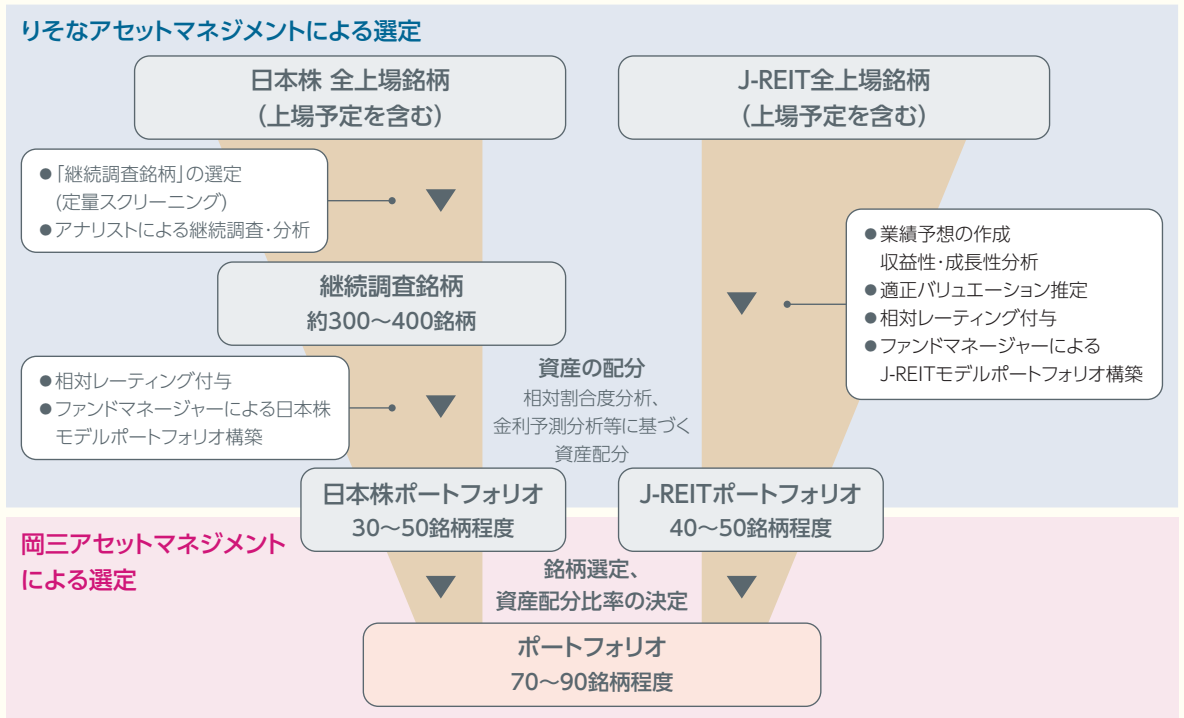 りそなアセットマネジメントによる選定
日本株 全上場銘柄
(上場予定を含む)
J-REIT全上場銘柄
(上場予定を含む)
●「継続調査銘柄」の選定
(定量スクリーニング)
●アナリストによる継続調査・分析
●業績予想の作成
収益性・成長性分析
●適正バリュエーション推定
●相対レーティング付与
●ファンドマネージャーによる
J-REITモデルポートフォリオ構築
継続調査銘柄
約300〜400銘柄
●相対レーティング付与
●ファンドマネージャーによる日本株
モデルポートフォリオ構築
資産の配分
相対割合度分析、
金利予測分析等に基づく
資産配分
日本株ポートフォリオ
30〜50銘柄程度
J-REITポートフォリオ
40〜50銘柄程度
岡三アセットマネジメント
による選定
銘柄選定、
資産配分比率の決定
ポートフォリオ
70〜90銘柄程度